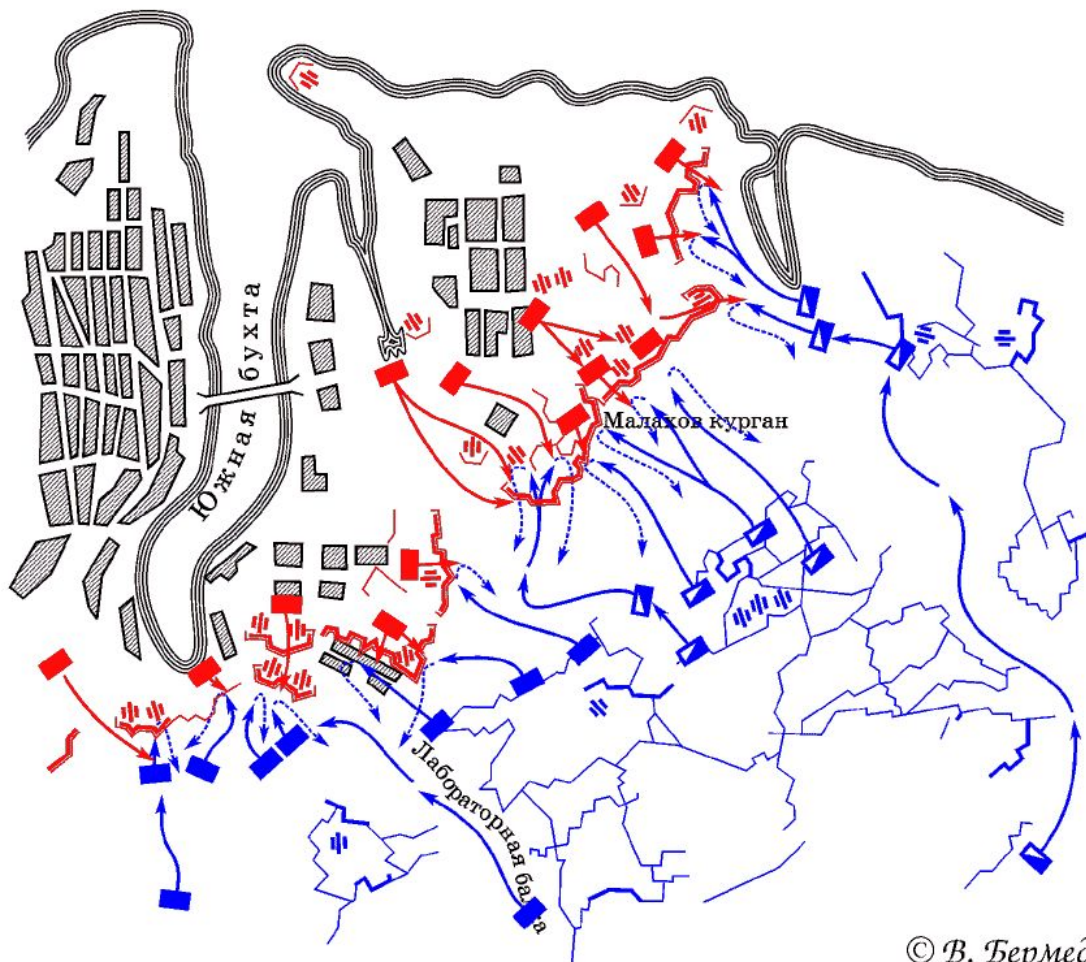 Южная бухта
Малахов курган
Лабораторная балка
© В. Бермед